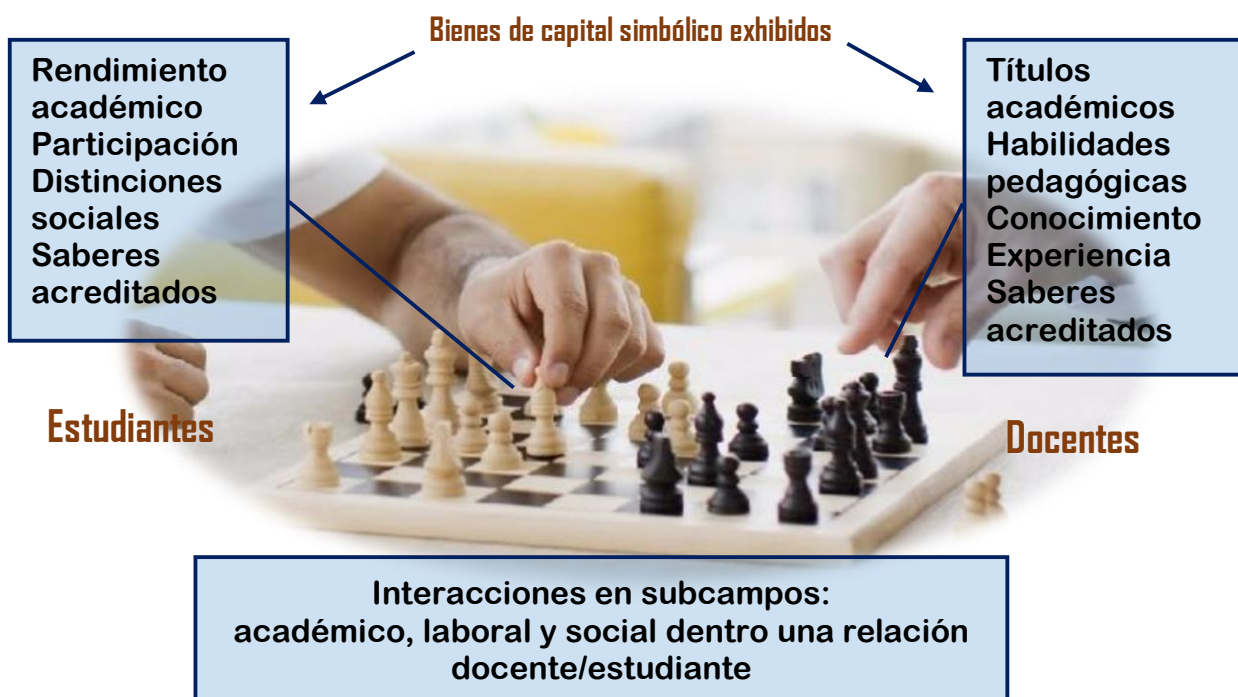 Bienes de capital simbólico exhibidos
Rendimiento
académico
Participación
Distinciones
sociales
Saberes
acreditados
Títulos
académicos
Habilidades
pedagógicas
Conocimiento
Experiencia
Saberes
acreditados
Estudiantes
Docentes
Interacciones en subcampos:
académico, laboral y social dentro una relación
docente/estudiante